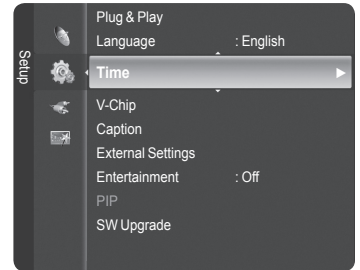 Setup
Plug & Play
Language : English
Time
V-Chip
Caption
External Settings
Entertainment : Off
PIP
SW Upgrade